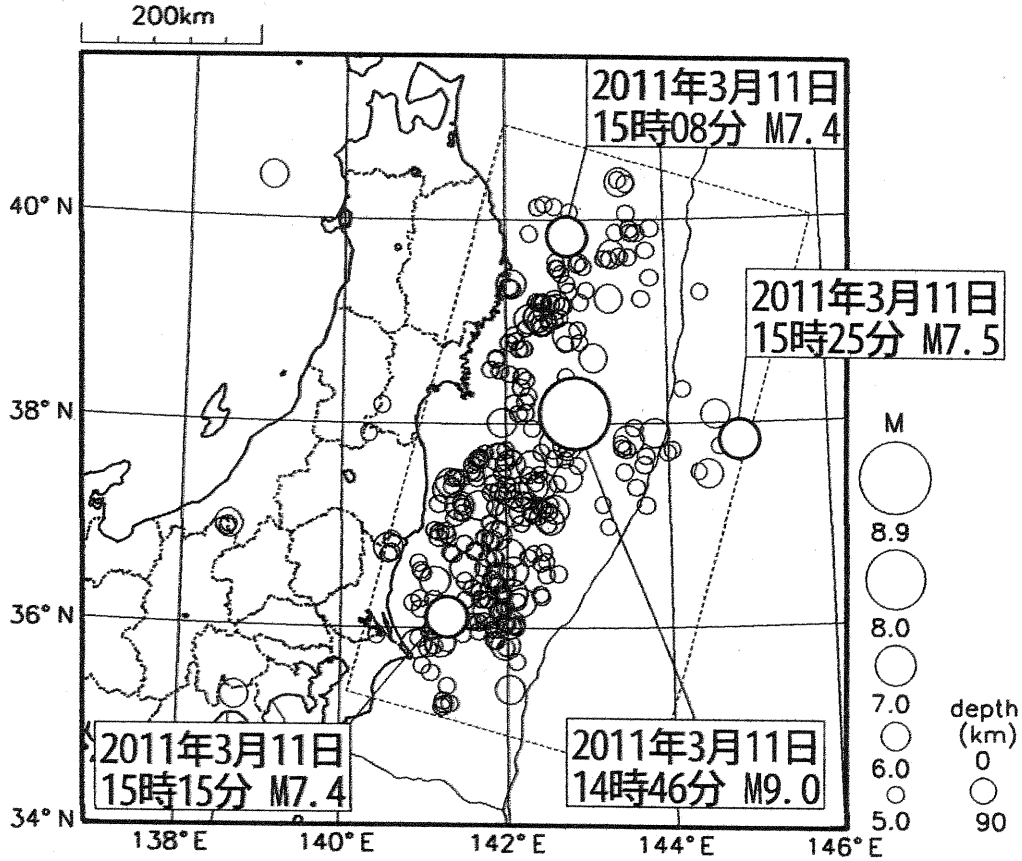 200km
2011年3月11日
15時08分 M7.4
40°N
2011年3月11日
15時25分 M7.5
38°N
M
8.9
8.0
36°N
7.0
depth
(km)
2011年3月11日
15時15分 M7.4
2011年3月11日
14時46分 M9.0
6.0
0
5.0
90
34°N
138°E
140°E
142°E
144°E
146°E